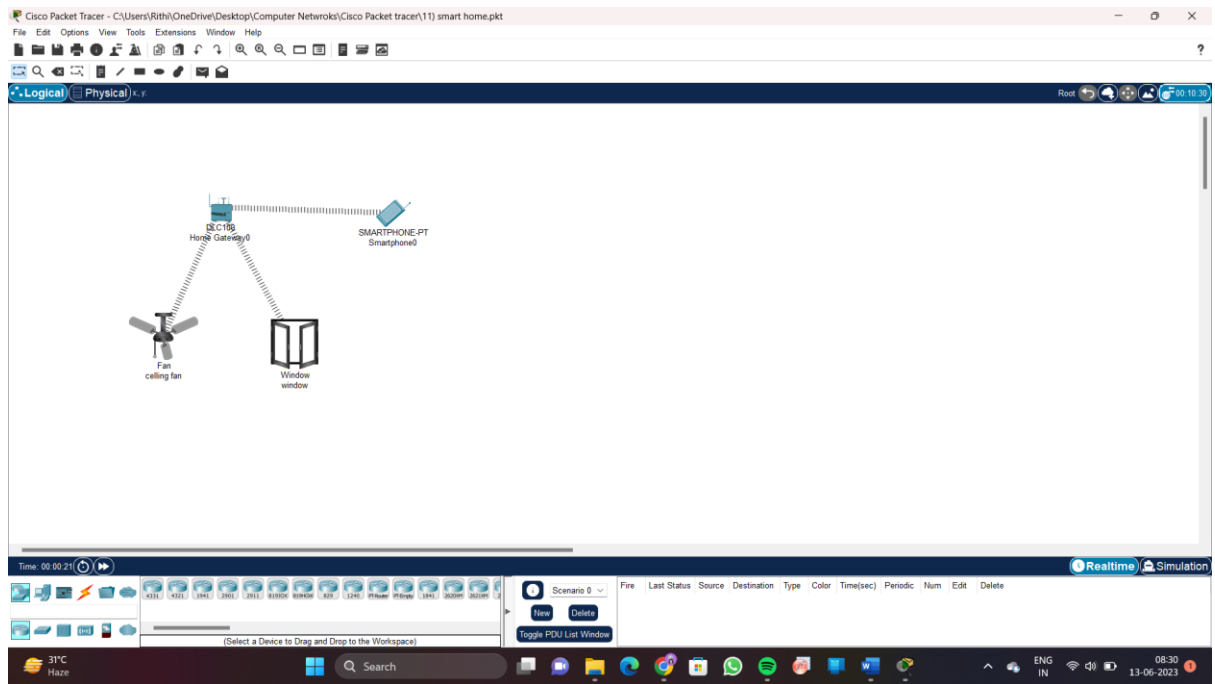 Cisco Packet Tracer - C:\Users\Rithi\OneDrive\Desktop\Computer Netwroks\Cisco Packet tracer\11) smart home.pkt
File Edit Options View Tools Extensions Window Help
?
Logical Physical x, y: Root 00:10:30
DLC100
Home Gateway0
SMARTPHONE-PT
Smartphone0
Fan
celling fan
Window
window
Time: 00:00:21 Realtime Simulation
4331 4321 1941 2901 2911 819IOX 819HGW 829 1240 PT-Router PT-Empty 1841 2620XM 2621XM 2
(Select a Device to Drag and Drop to the Workspace)
Scenario 0
New Delete
Toggle PDU List Window
Fire Last Status Source Destination Type Color Time(sec) Periodic Num Edit Delete
31°C
Haze
Search
ENG
IN
08:30
13-06-2023
1